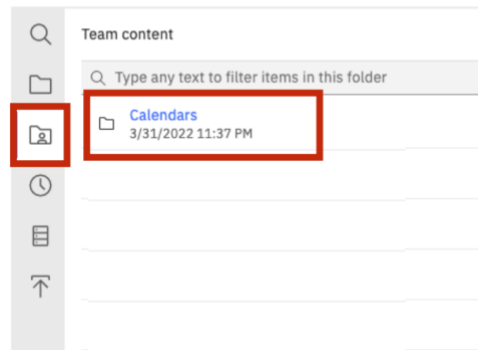 Team content
Type any text to filter items in this folder
Calendars
3/31/2022 11:37 PM